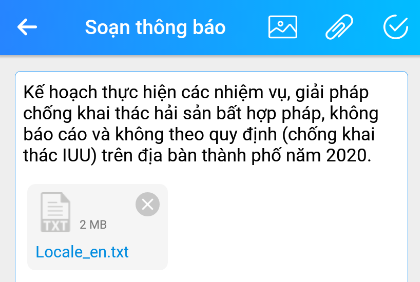 Soạn thông báo
Kế hoạch thực hiện các nhiệm vụ, giải pháp
chống khai thác hải sản bất hợp pháp, không
báo cáo và không theo quy định (chống khai
thác IUU) trên địa bàn thành phố năm 2020.
TXT
2 MB
Locale_en.txt